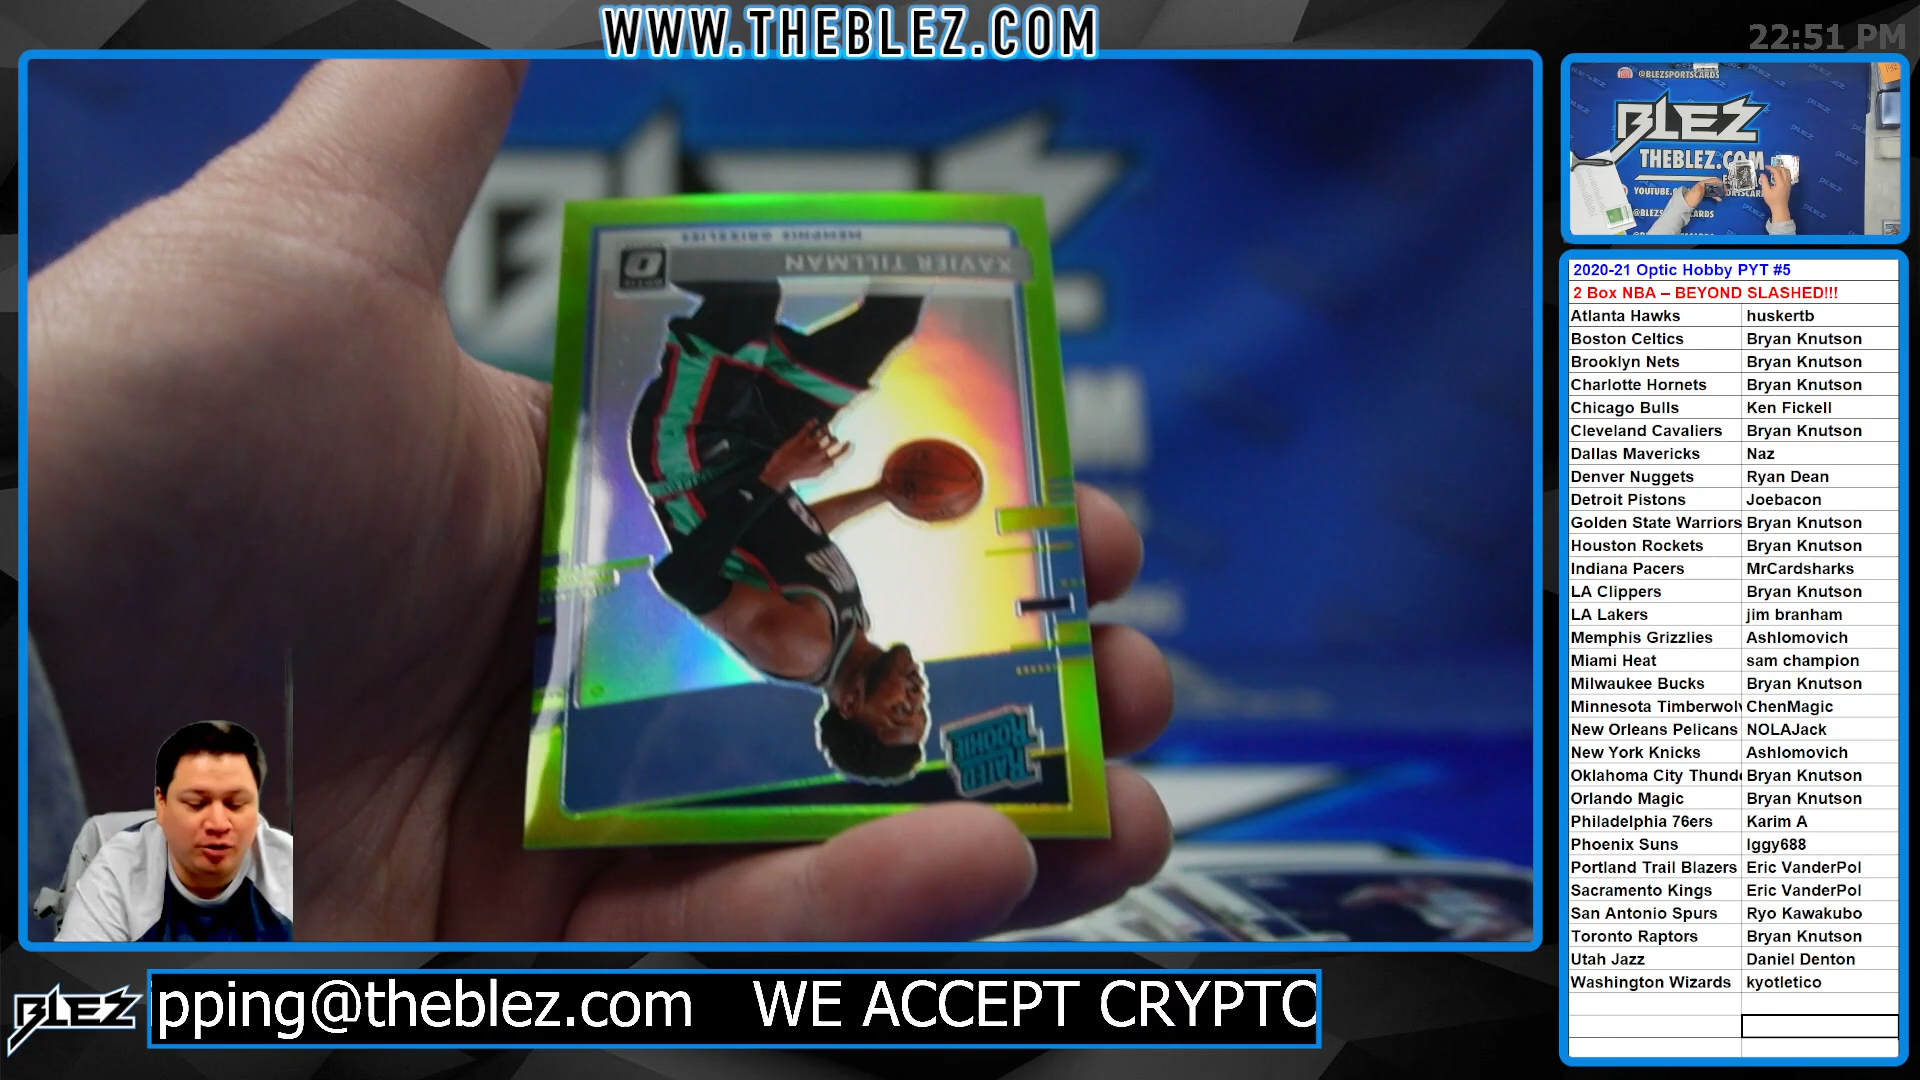 WWW.THEBLEZ.COM
22:51 PM
@BLEZSPORTSCARDS
BLEZ
THEBLEZ.COM
MEMPHIS GRIZZLIES
XAVIER TILLMAN
OPTIC
RATED
ROOKIE
2020-21 Optic Hobby PYT #5
2 Box NBA – BEYOND SLASHED!!!
Atlanta Hawks huskertb
Boston Celtics Bryan Knutson
Brooklyn Nets Bryan Knutson
Charlotte Hornets Bryan Knutson
Chicago Bulls Ken Fickell
Cleveland Cavaliers Bryan Knutson
Dallas Mavericks Naz
Denver Nuggets Ryan Dean
Detroit Pistons Joebacon
Golden State Warriors Bryan Knutson
Houston Rockets Bryan Knutson
Indiana Pacers MrCardsharks
LA Clippers Bryan Knutson
LA Lakers jim branham
Memphis Grizzlies Ashlomovich
Miami Heat sam champion
Milwaukee Bucks Bryan Knutson
Minnesota Timberwolv ChenMagic
New Orleans Pelicans NOLAJack
New York Knicks Ashlomovich
Oklahoma City Thunde Bryan Knutson
Orlando Magic Bryan Knutson
Philadelphia 76ers Karim A
Phoenix Suns Iggy688
Portland Trail Blazers Eric VanderPol
Sacramento Kings Eric VanderPol
San Antonio Spurs Ryo Kawakubo
Toronto Raptors Bryan Knutson
Utah Jazz Daniel Denton
Washington Wizards kyotletico
BLEZ
pping@theblez.com WE ACCEPT CRYPTO